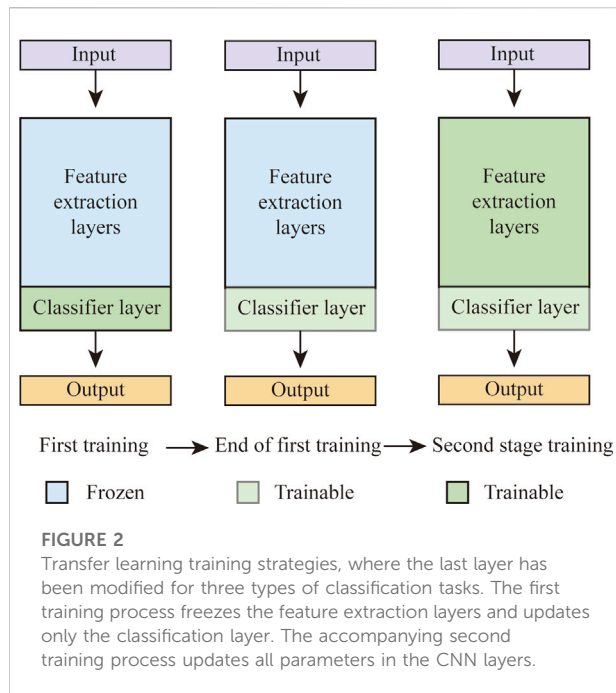 Input Input Input
Feature extraction layers Feature extraction layers Feature extraction layers
Classifier layer Classifier layer Classifier layer
Output Output Output
First training End of first training Second stage training
Frozen Trainable Trainable
FIGURE 2
Transfer learning training strategies, where the last layer has
been modified for three types of classification tasks. The first
training process freezes the feature extraction layers and updates
only the classification layer. The accompanying second
training process updates all parameters in the CNN layers.